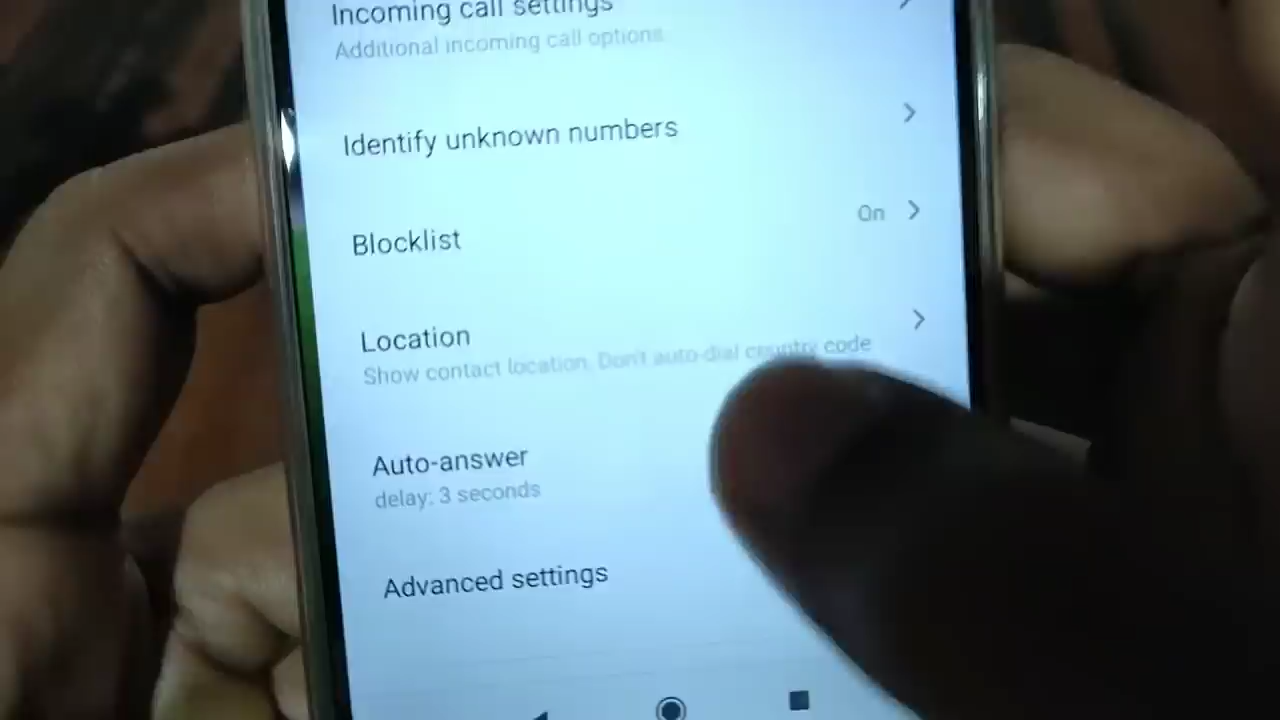 Incoming call settings
Additional incoming call options
Identify unknown numbers
Blocklist
On
Location
Show contact location, Don't auto-dial country code
Auto-answer
delay: 3 seconds
Advanced settings